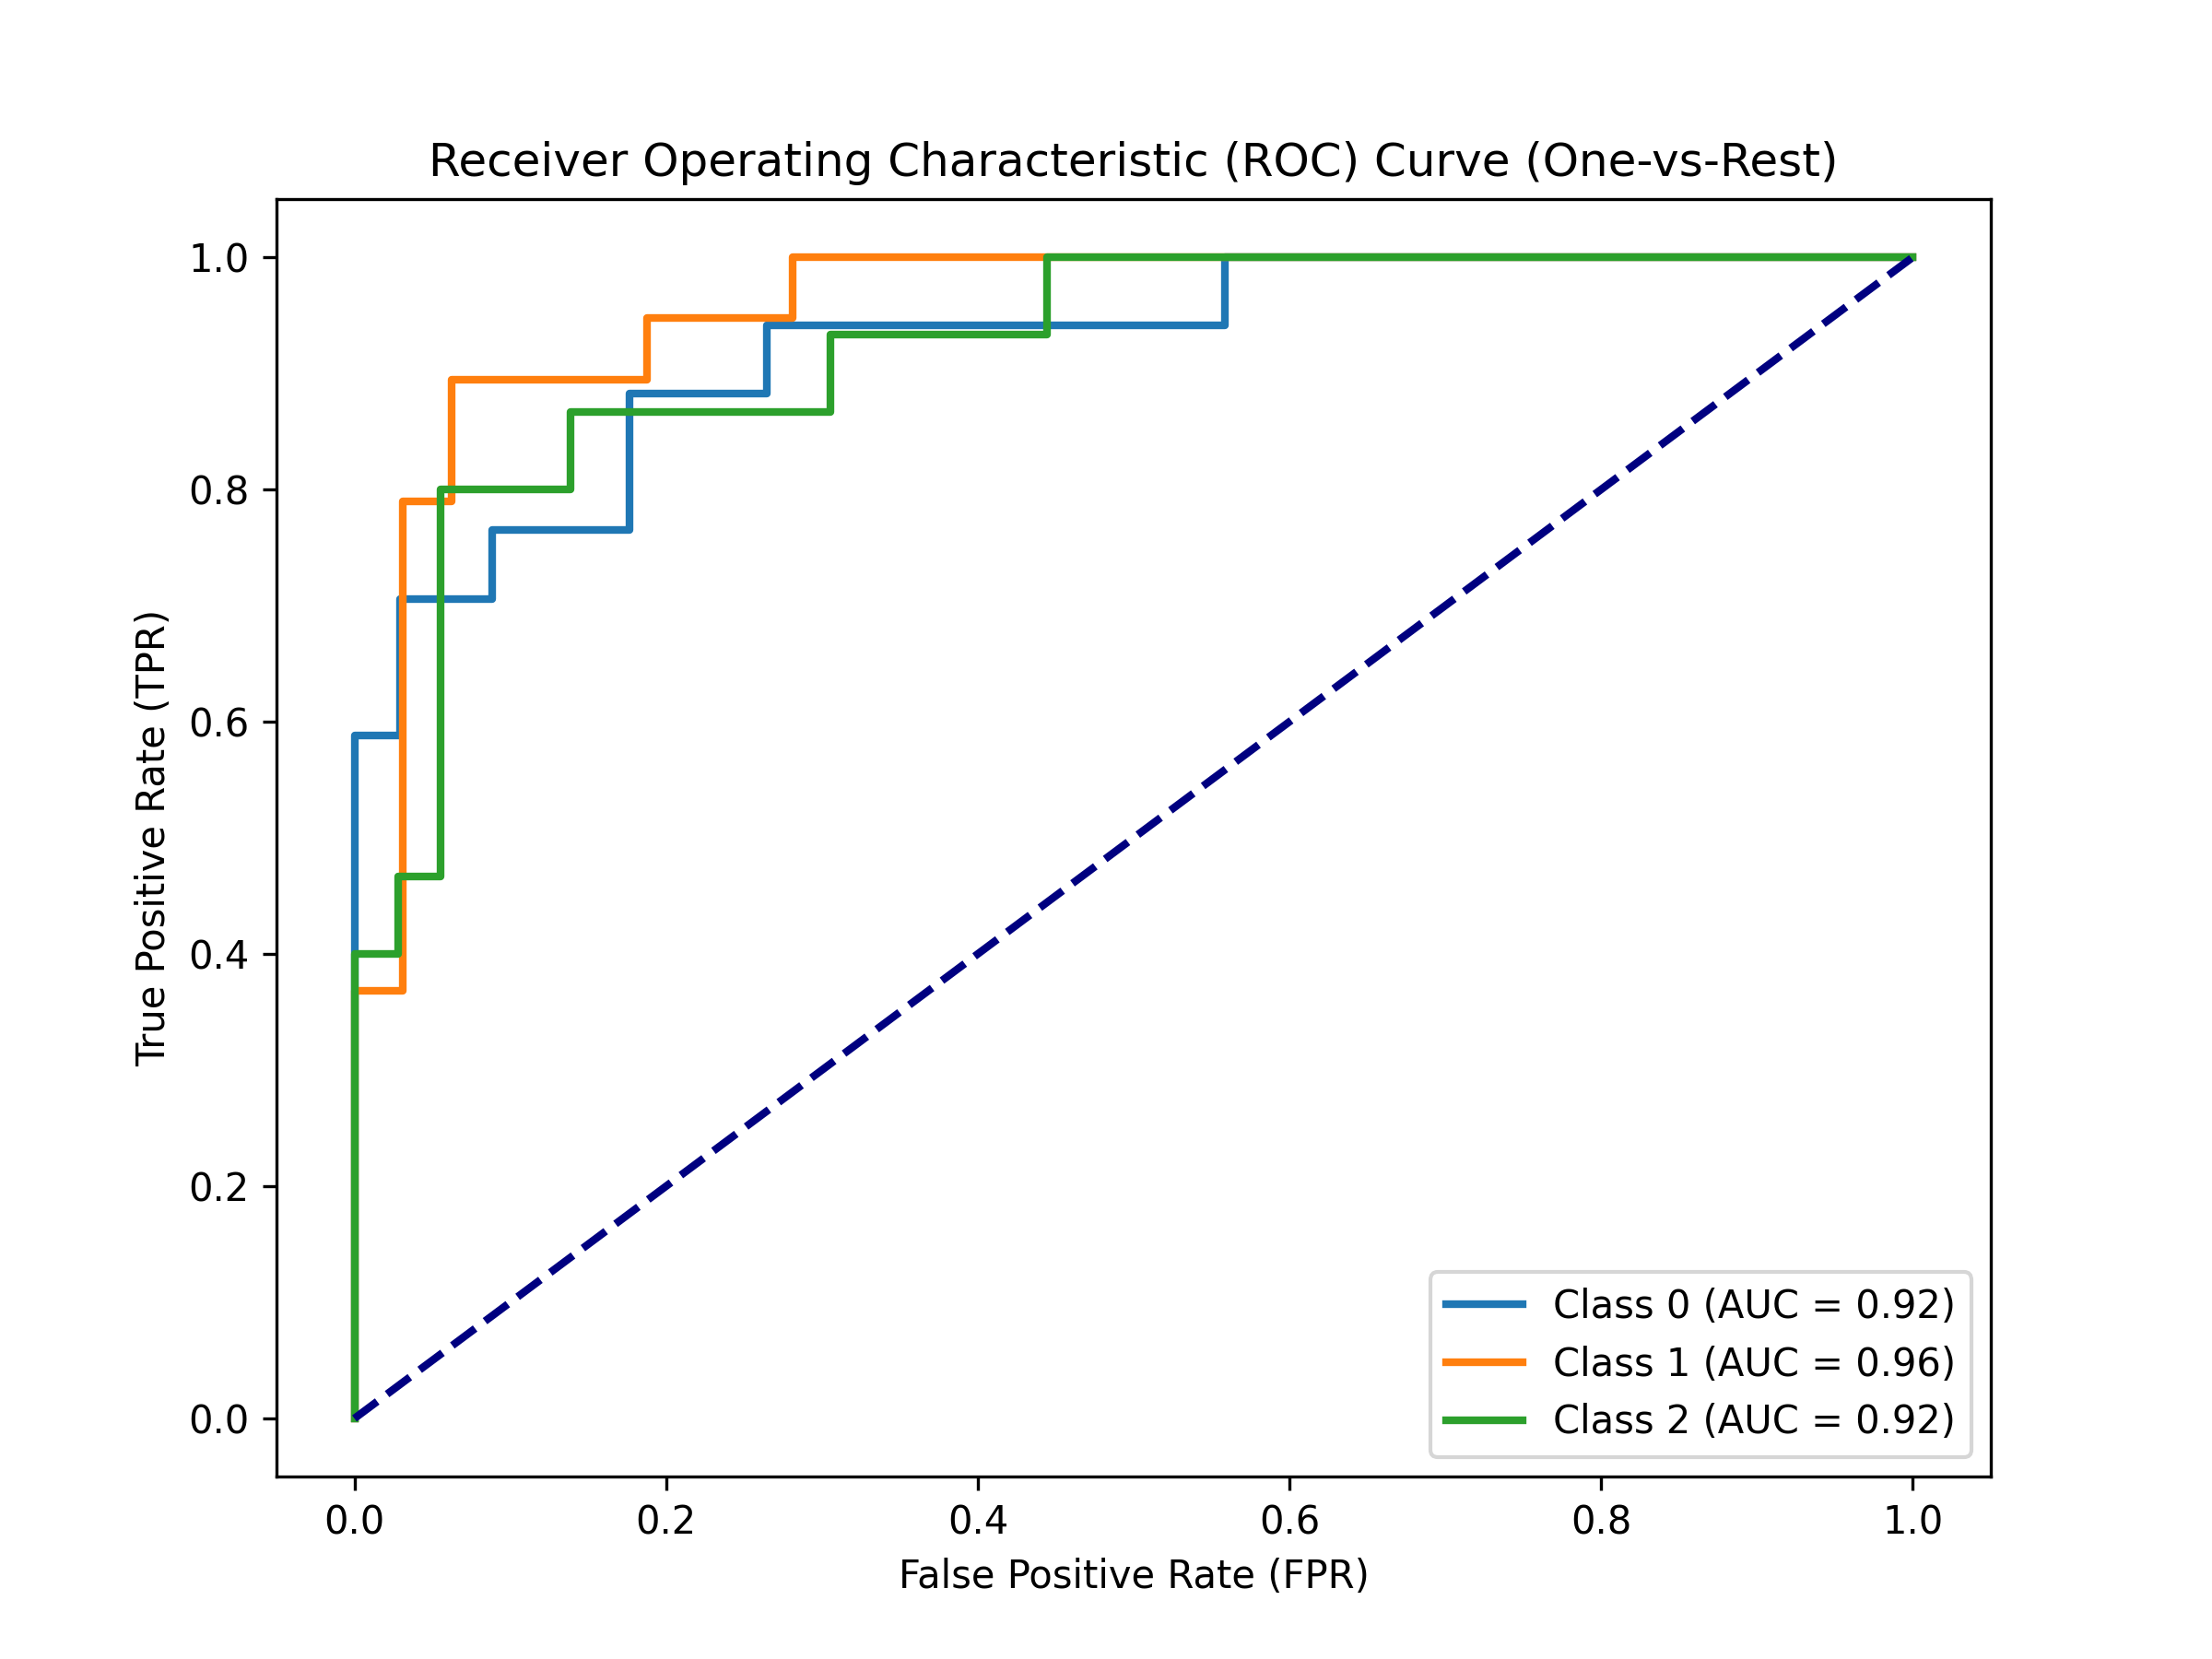 Receiver Operating Characteristic (ROC) Curve (One-vs-Rest)
True Positive Rate (TPR)
1.0
0.8
0.6
0.4
0.2
0.0
Class 0 (AUC = 0.92)
Class 1 (AUC = 0.96)
Class 2 (AUC = 0.92)
0.0 0.2 0.4 0.6 0.8 1.0
False Positive Rate (FPR)